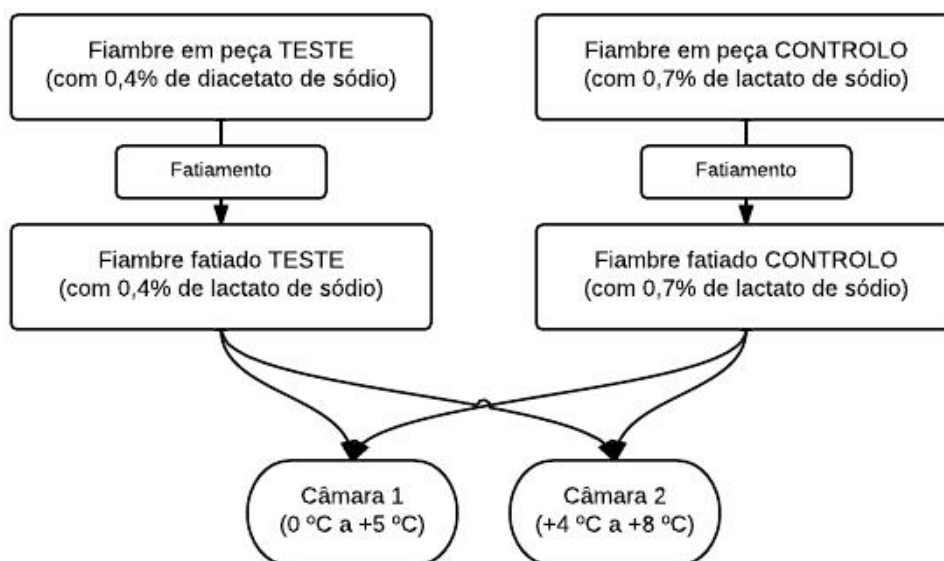 Fiambre em peça TESTE
(com 0,4% de diacetato de sódio)
Fiambre em peça CONTROLO
(com 0,7% de lactato de sódio)
Fatiamento
Fatiamento
Fiambre fatiado TESTE
(com 0,4% de lactato de sódio)
Fiambre fatiado CONTROLO
(com 0,7% de lactato de sódio)
Câmara 1
(0 ºC a +5 ºC)
Câmara 2
(+4 ºC a +8 ºC)